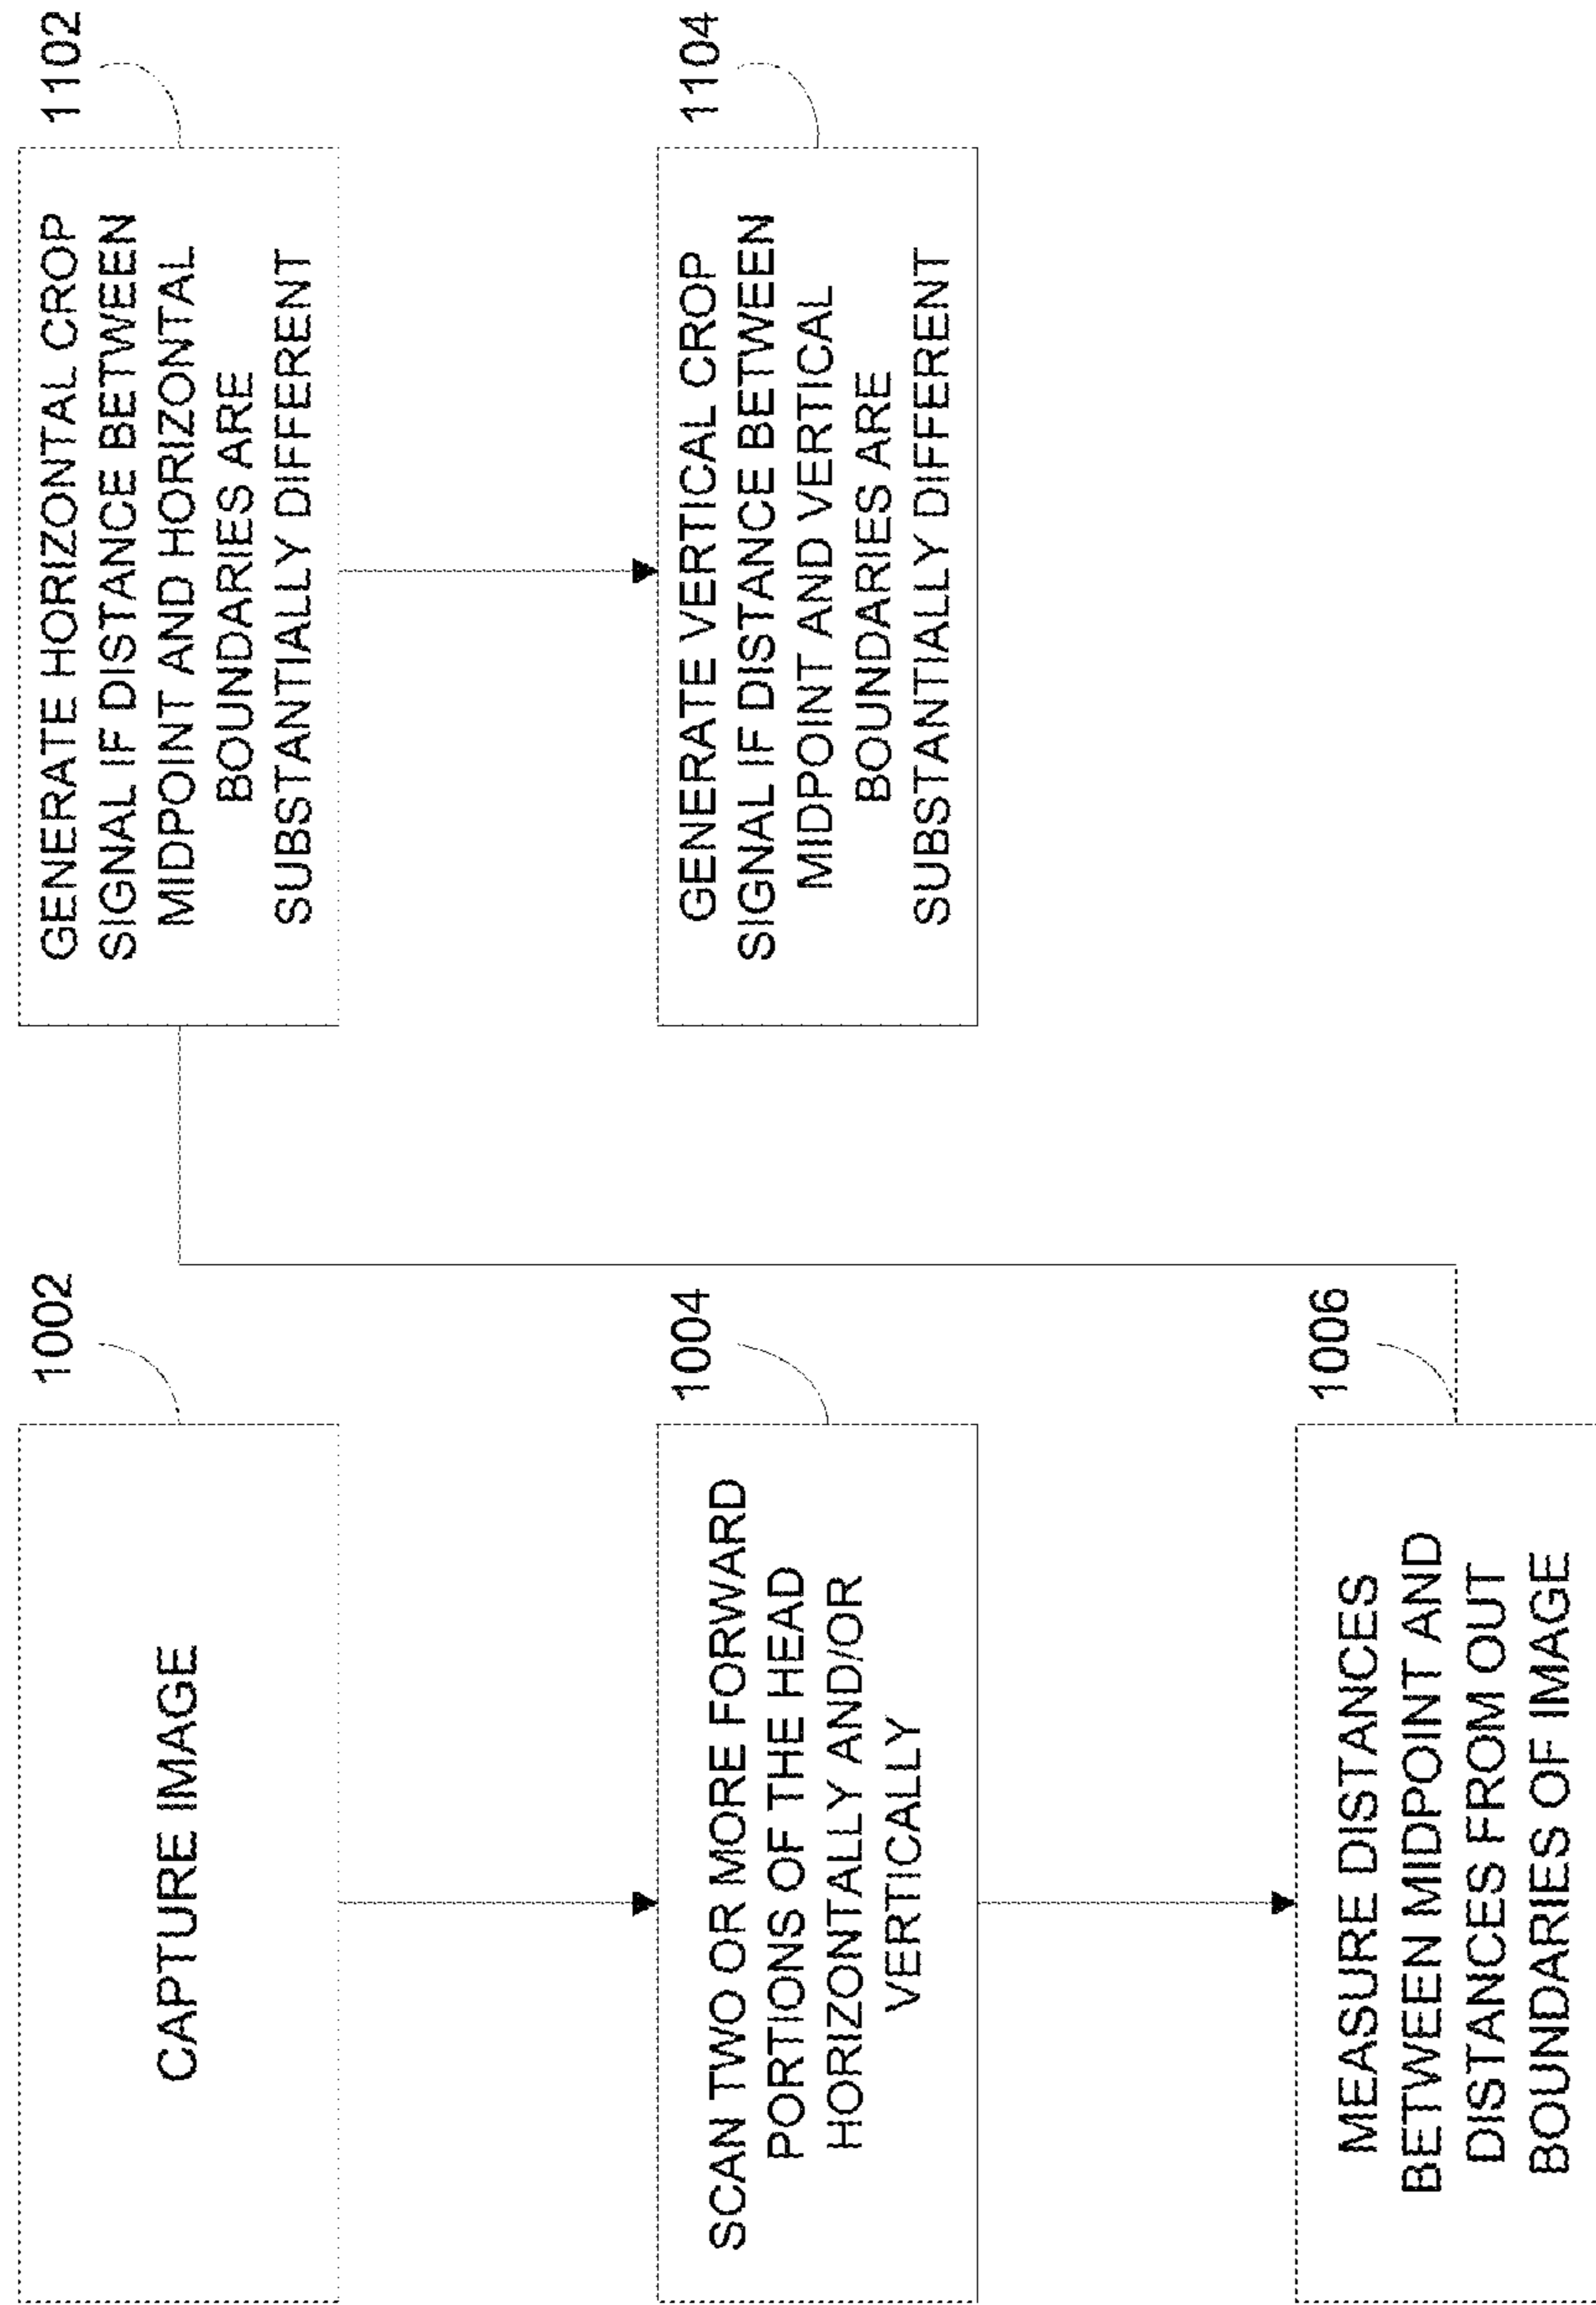 CAPTURE IMAGE
1002
SCAN TWO OR MORE FORWARD
PORTIONS OF THE HEAD
HORIZONTALLY AND/OR
VERTICALLY
1004
MEASURE DISTANCES
BETWEEN MIDPOINT AND
DISTANCES FROM OUT
BOUNDARIES OF IMAGE
1006
GENERATE HORIZONTAL CROP
SIGNAL IF DISTANCE BETWEEN
MIDPOINT AND HORIZONTAL
BOUNDARIES ARE
SUBSTANTIALLY DIFFERENT
1102
GENERATE VERTICAL CROP
SIGNAL IF DISTANCE BETWEEN
MIDPOINT AND VERTICAL
BOUNDARIES ARE
SUBSTANTIALLY DIFFERENT
1104